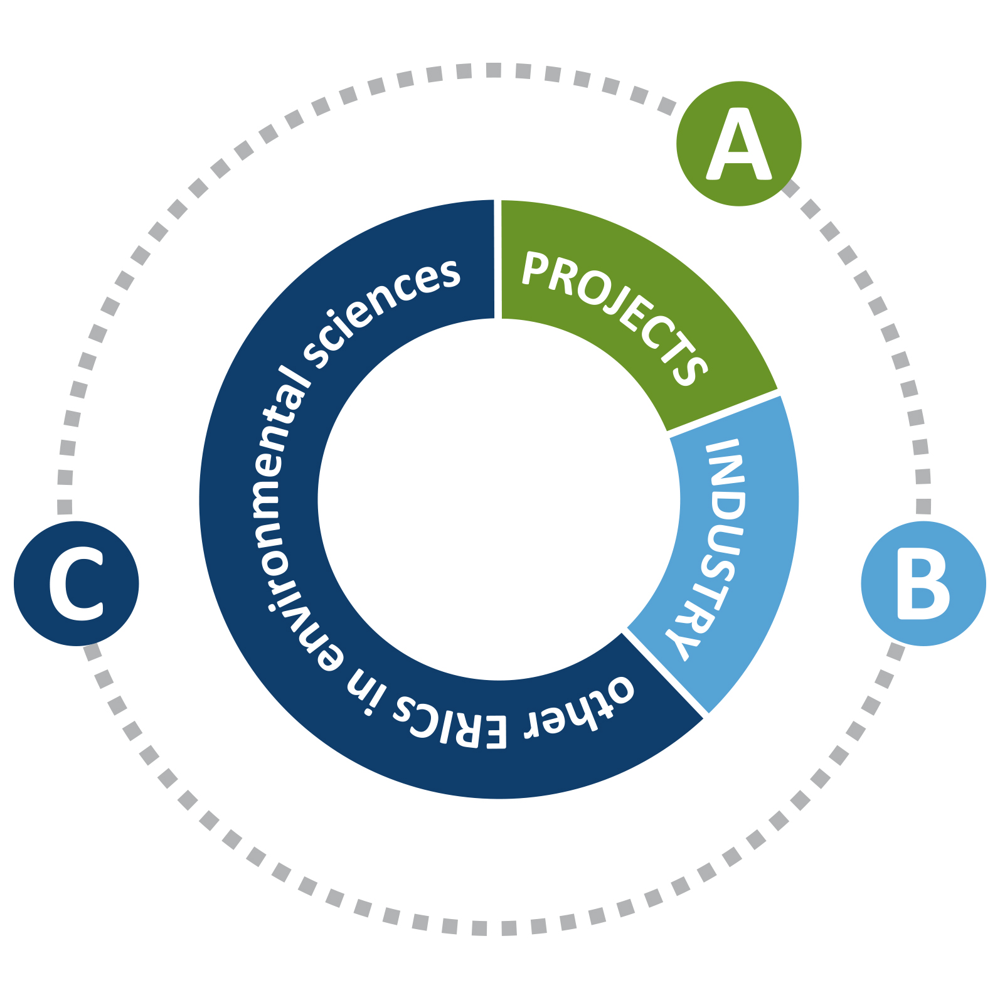 A
PROJECTS
INDUSTRY
B
C
other ERICs in environmental sciences